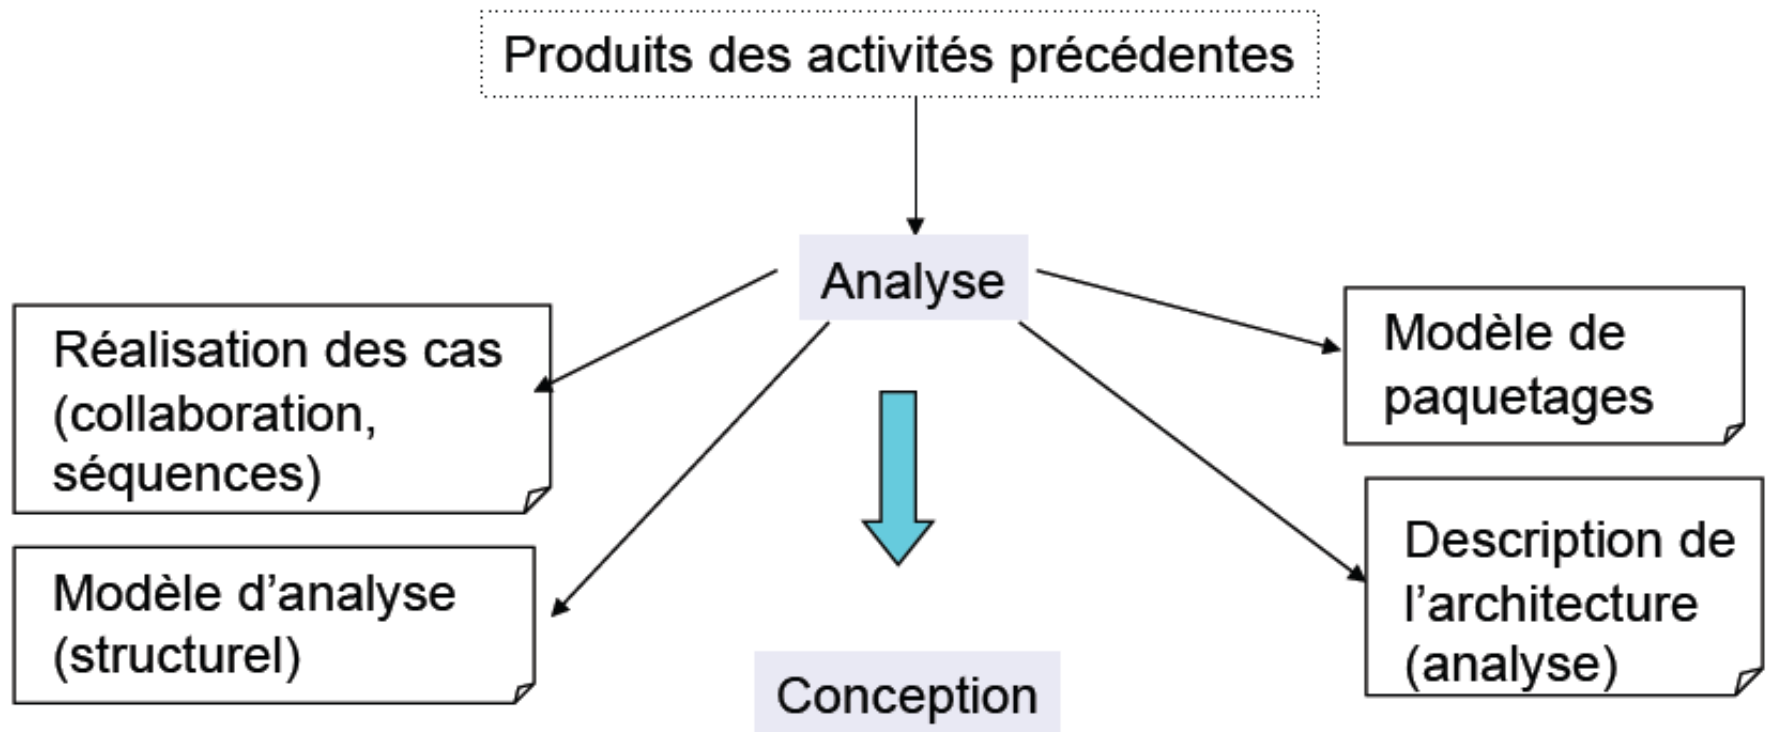 Produits des activités précédentes
Analyse
Réalisation des cas
(collaboration,
séquences)
Modèle d’analyse
(structurel)
Modèle de
paquetages
Description de
l’architecture
(analyse)
Conception